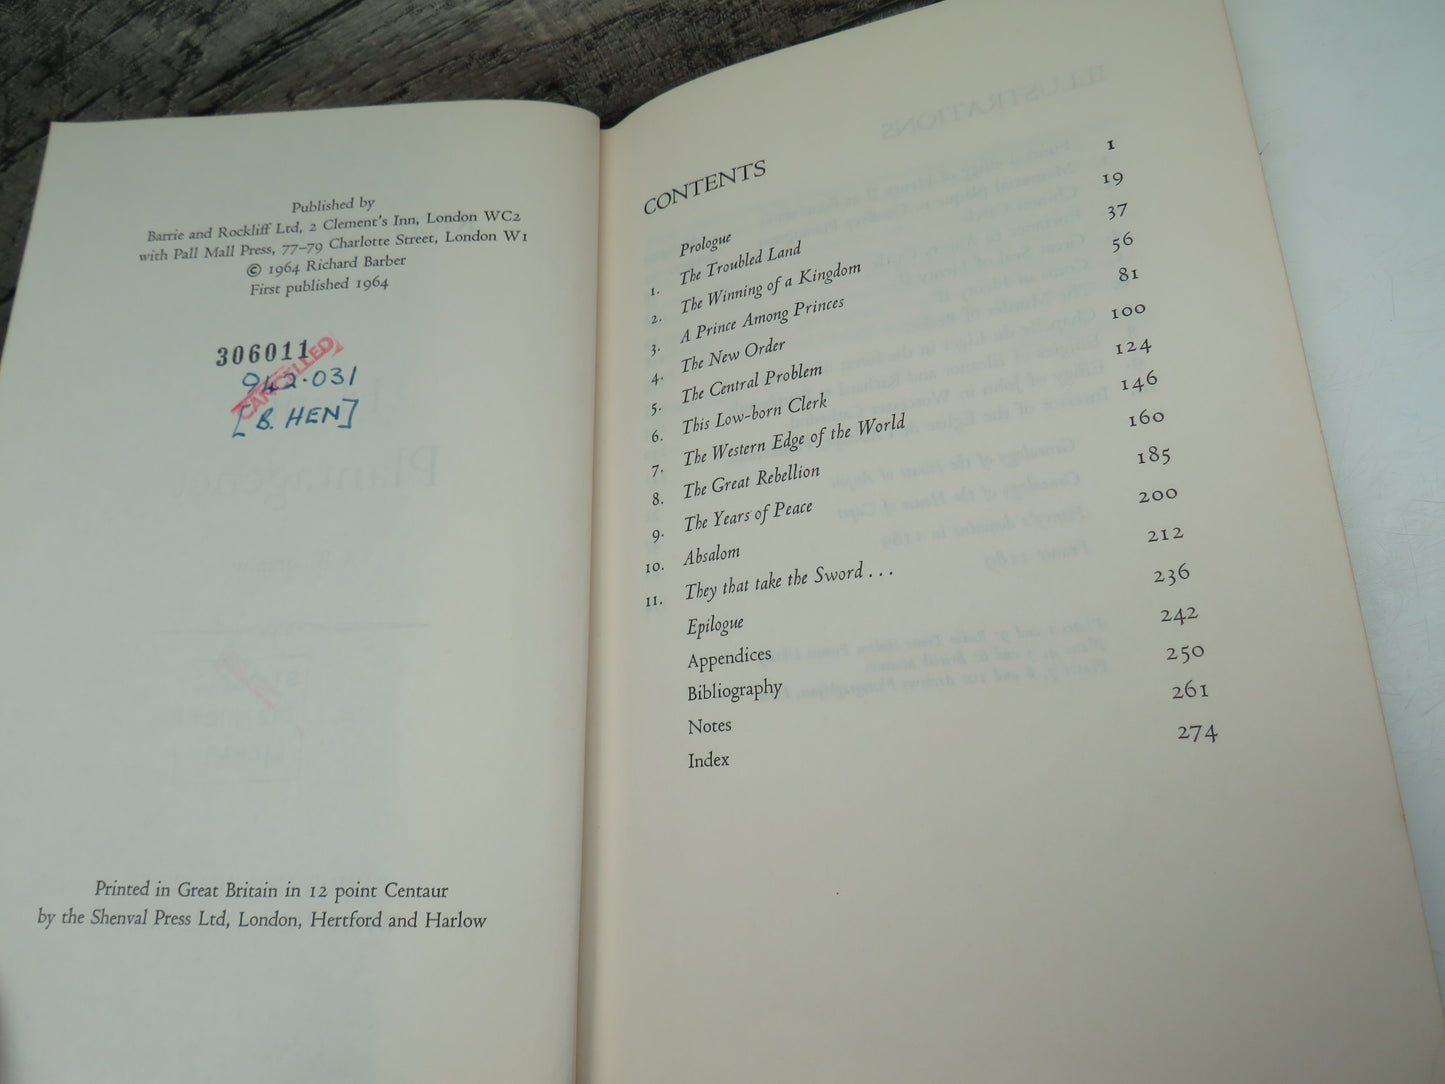 Published by
Barrie and Rockliff Ltd, 2 Clement's Inn, London WC2
with Pall Mall Press, 77–79 Charlotte Street, London W1
© 1964 Richard Barber
First published 1964
306011
CANCELLED
942.031
[B. HEN]
Printed in Great Britain in 12 point Centaur
by the Shenval Press Ltd, London, Hertford and Harlow
CONTENTS
Prologue 1
1. The Troubled Land 19
2. The Winning of a Kingdom 37
3. A Prince Among Princes 56
4. The New Order 81
5. The Central Problem 100
6. This Low-born Clerk 124
7. The Western Edge of the World 146
8. The Great Rebellion 160
9. The Years of Peace 185
10. Absalom 200
11. They that take the Sword . . . 212
Epilogue 236
Appendices 242
Bibliography 250
Notes 261
Index 274